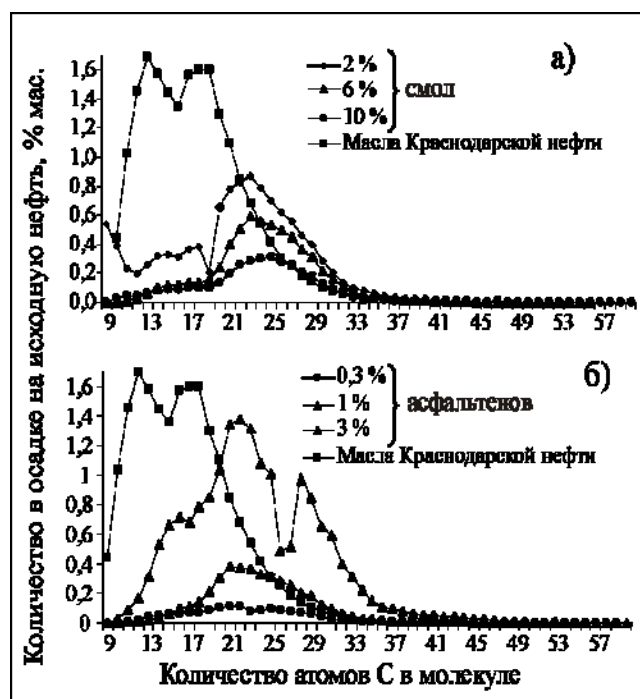 Количество в осадке на исходную нефть, % мас.
а)
2 %
6 %
10 %
смол
Масла Краснодарской нефти
1,6
1,4
1,2
1,0
0,8
0,6
0,4
0,2
0,0
9 13 17 21 25 29 33 37 41 45 49 53 57
б)
0,3 %
1 %
3 %
асфальтенов
Масла Краснодарской нефти
1,6
1,4
1,2
1
0,8
0,6
0,4
0,2
0
9 13 17 21 25 29 33 37 41 45 49 53 57
Количество атомов С в молекуле